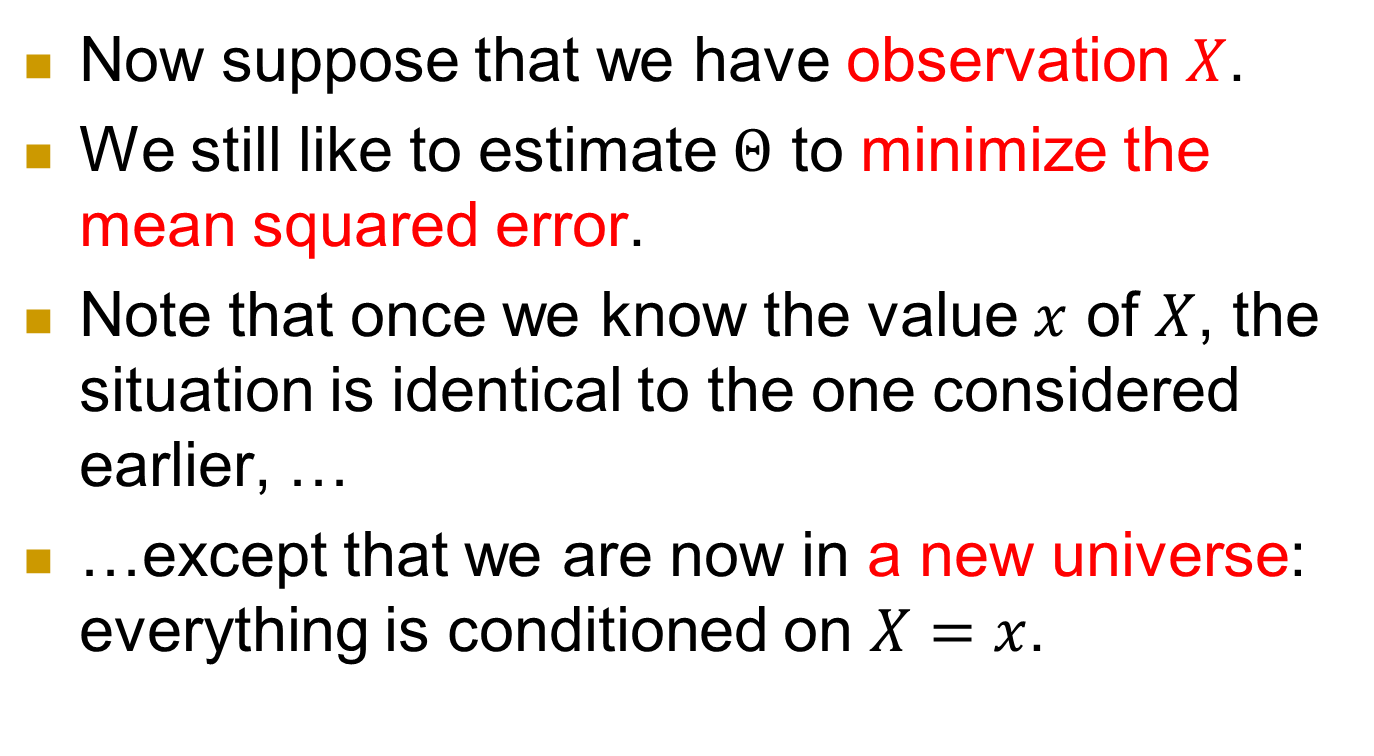 Now suppose that we have observation X.
We still like to estimate Θ to minimize the
mean squared error.
Note that once we know the value x of X, the
situation is identical to the one considered
earlier, …
…except that we are now in a new universe:
everything is conditioned on X = x.